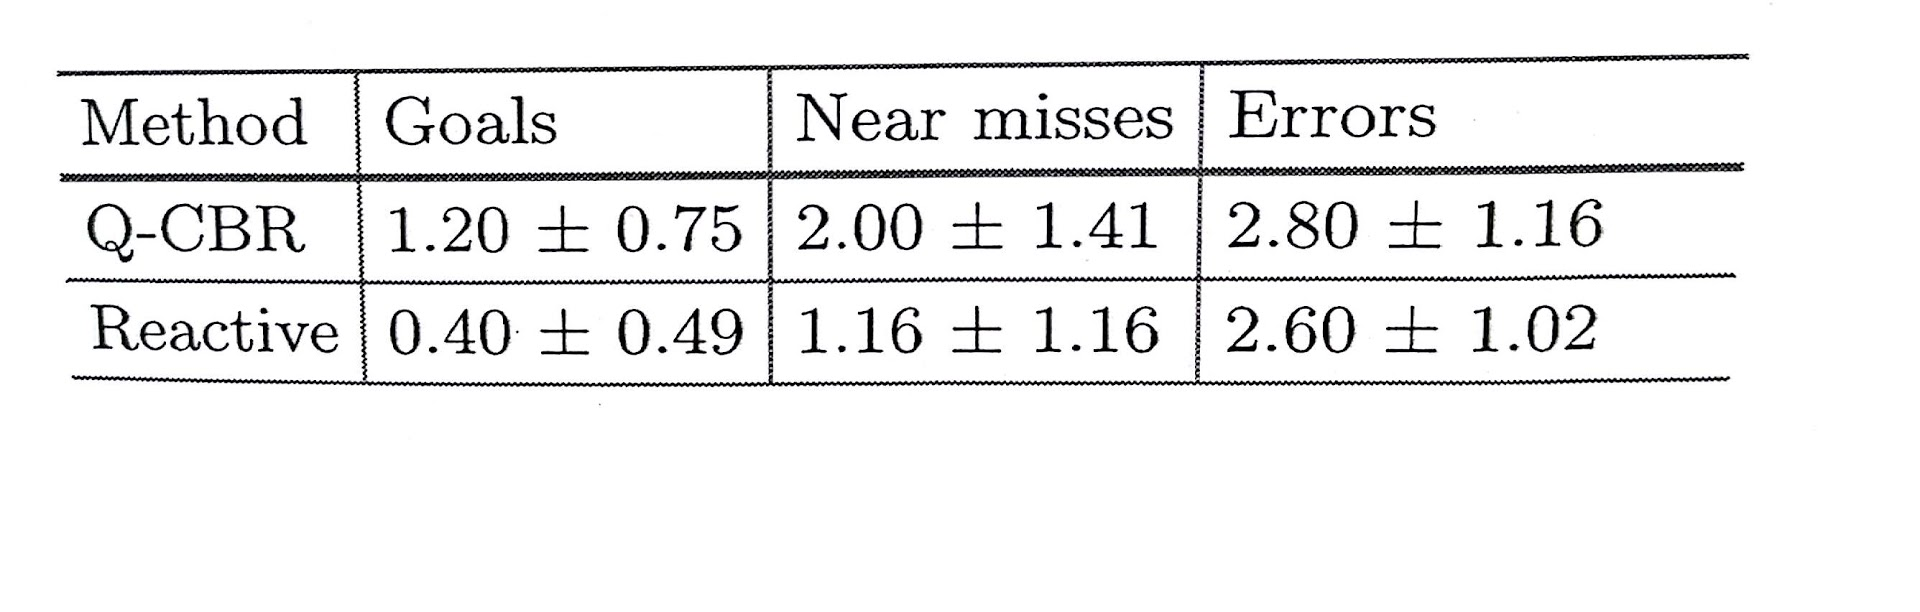 Method Goals Near misses Errors
Q-CBR 1.20 ± 0.75 2.00 ± 1.41 2.80 ± 1.16
Reactive 0.40 ± 0.49 1.16 ± 1.16 2.60 ± 1.02